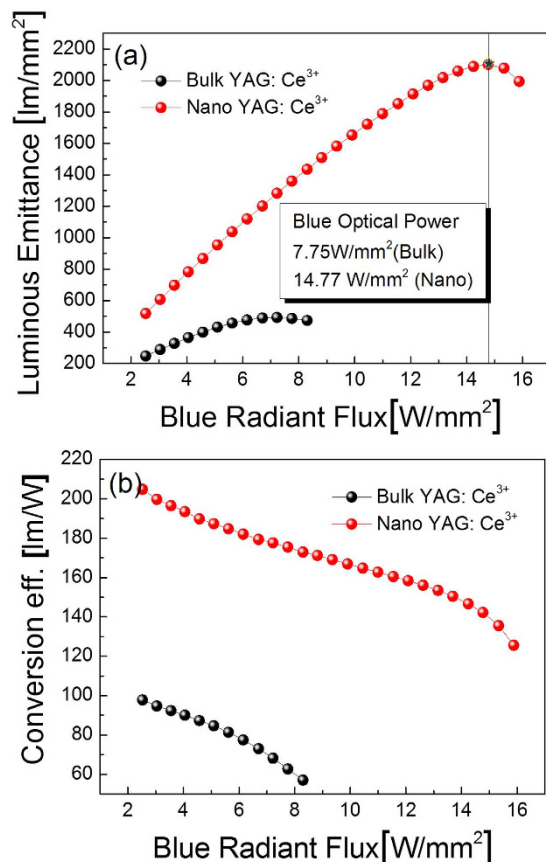 (a)
Bulk YAG: Ce³⁺
Nano YAG: Ce³⁺
Luminous Emittance [lm/mm²]
2200
2000
1800
1600
1400
1200
1000
800
600
400
200
Blue Optical Power
7.75W/mm²(Bulk)
14.77 W/mm² (Nano)
2 4 6 8 10 12 14 16
Blue Radiant Flux[W/mm²]
(b)
Bulk YAG: Ce³⁺
Nano YAG: Ce³⁺
Conversion eff. [lm/W]
220
200
180
160
140
120
100
80
60
2 4 6 8 10 12 14 16
Blue Radiant Flux[W/mm²]